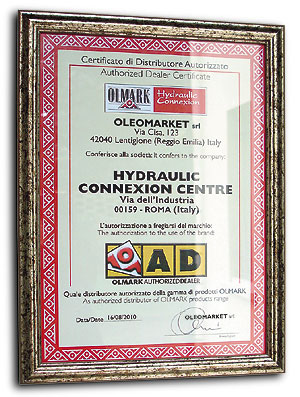 Certificato di Distributore Autorizzato
Authorized Dealer Certificate
OLMARK
Hydraulic
Connexion
OLEOMARKET srl
Via Cisa, 123
42040 Lentigione (Reggio Emilia) Italy
Conferisce alla società: It confers to the company:
HYDRAULIC
CONNEXION CENTRE
Via dell'Industria
00159 - ROMA (Italy)
L'autorizzazione a fregiarsi del marchio:
The authorization to the use of the brand:
AD
OLMARK AUTHORIZED DEALER
Quale distributore autorizzato della gamma di prodotti OLMARK
As authorized distributor of OLMARK products range
Data/Date 16/08/2010
OLEOMARKET srl